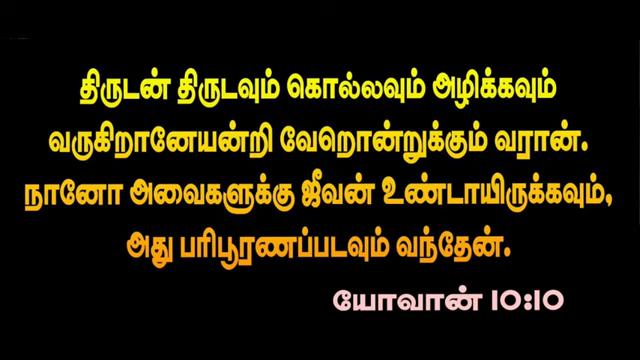 திருடன் திருடவும் கொல்லவும் அழிக்கவும்
வருகிறானேயன்றி வேறொன்றுக்கும் வரான்.
நானோ அவைகளுக்கு ஜீவன் உண்டாயிருக்கவும்,
அது பரிபூரணப்படவும் வந்தேன்.
யோவான் 10:10